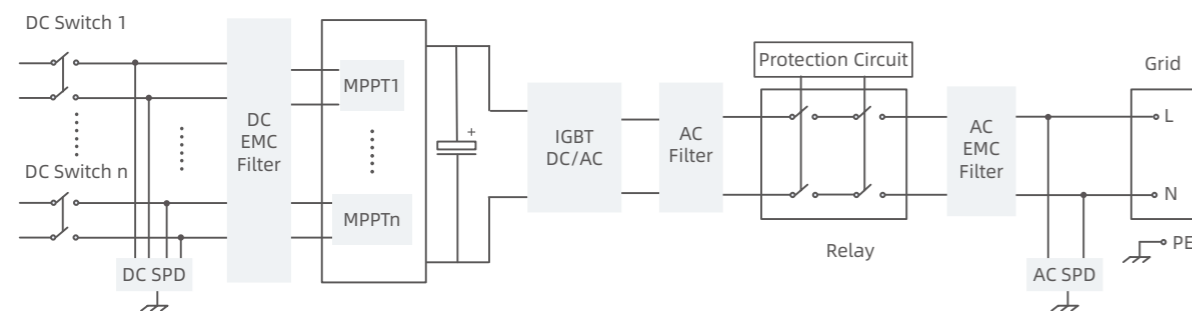 DC Switch 1
DC Switch n
DC SPD
DC
EMC
Filter
MPPT1
MPPTn
+
IGBT
DC/AC
AC
Filter
Protection Circuit
Relay
AC
EMC
Filter
AC SPD
Grid
L
N
PE